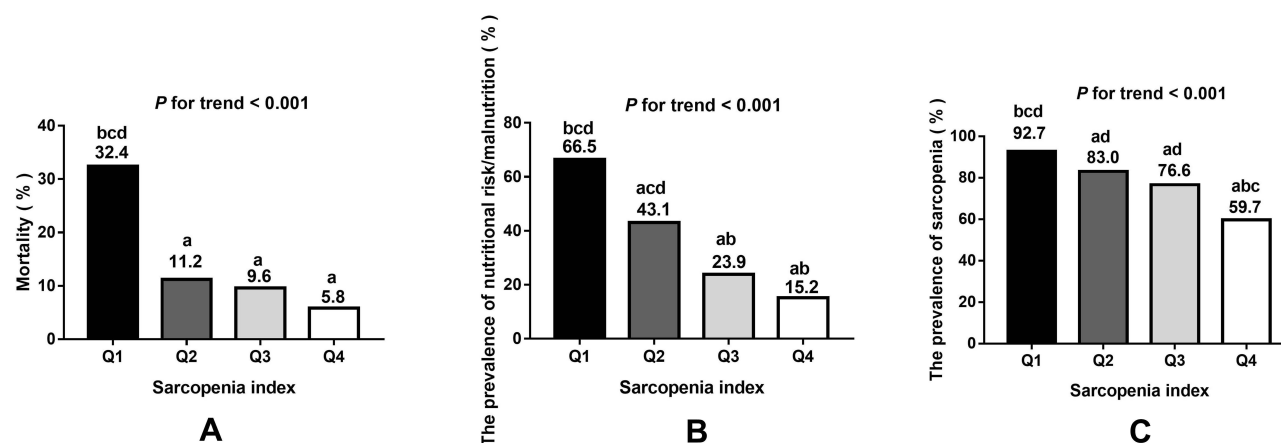 P for trend < 0.001
Mortality ( % )
40
30
20
10
0
bcd
32.4
a
11.2
a
9.6
a
5.8
Q1 Q2 Q3 Q4
Sarcopenia index
A
P for trend < 0.001
The prevalence of nutritional risk/malnutrition ( % )
80
60
40
20
0
bcd
66.5
acd
43.1
ab
23.9
ab
15.2
Q1 Q2 Q3 Q4
Sarcopenia index
B
P for trend < 0.001
The prevalence of sarcopenia ( % )
100
80
60
40
20
0
bcd
92.7
ad
83.0
ad
76.6
abc
59.7
Q1 Q2 Q3 Q4
Sarcopenia index
C